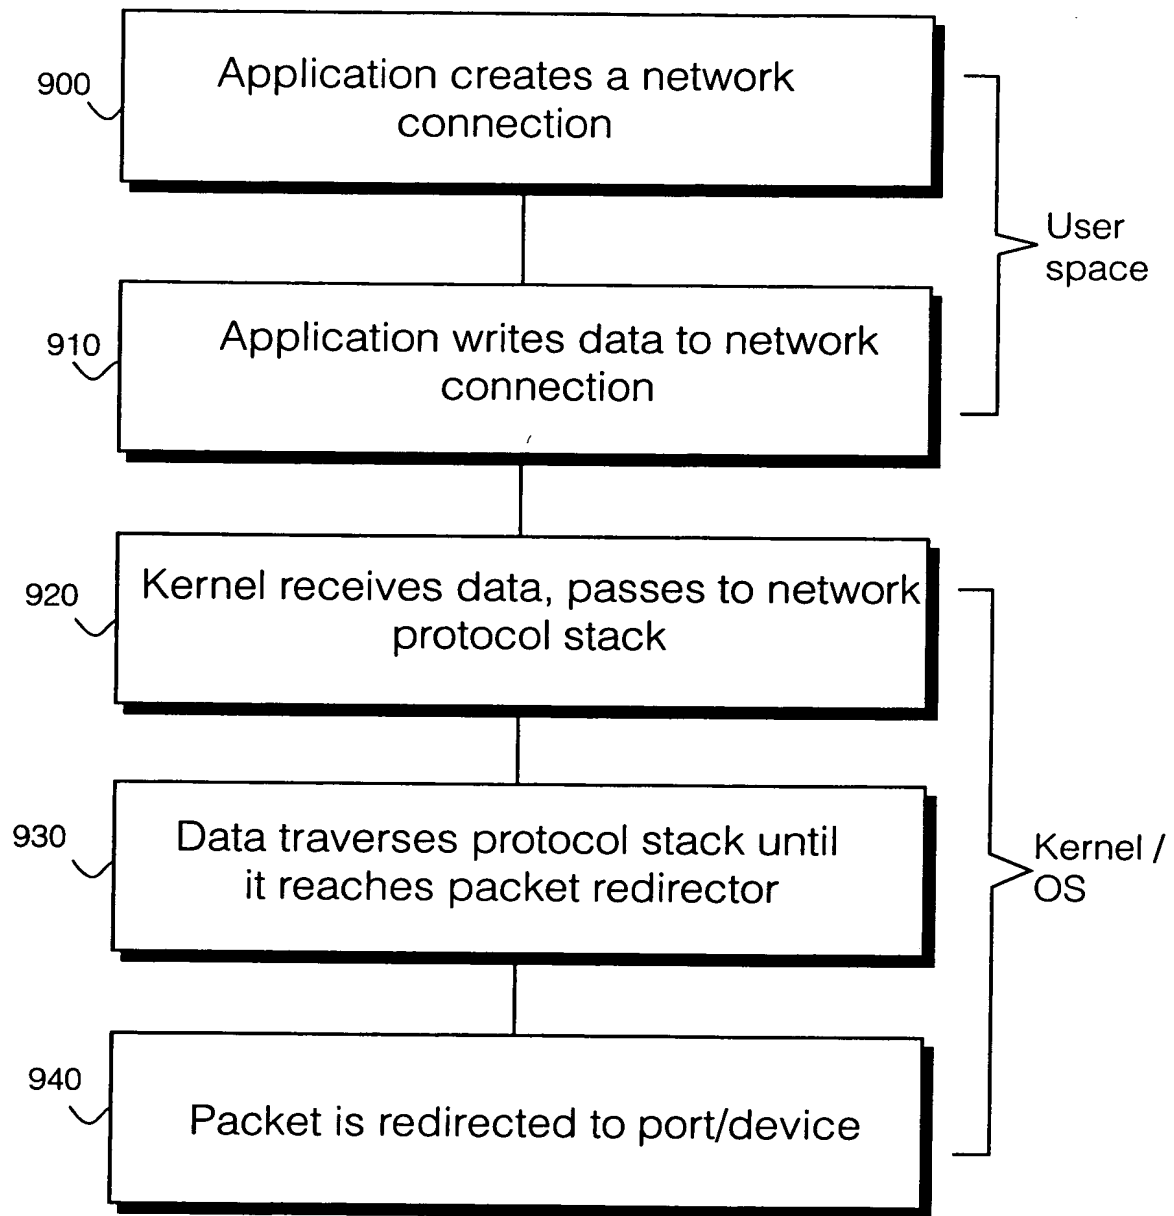 900
Application creates a network
connection
User
space
910
Application writes data to network
connection
920
Kernel receives data, passes to network
protocol stack
930
Data traverses protocol stack until
it reaches packet redirector
Kernel /
OS
940
Packet is redirected to port/device